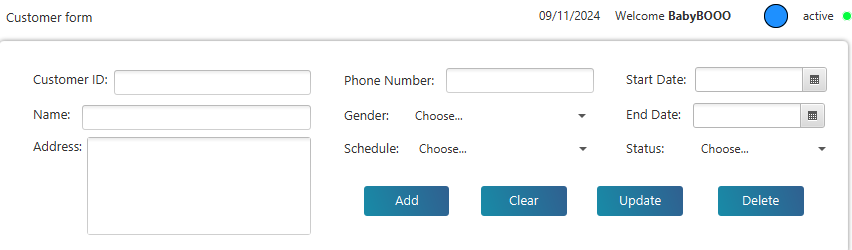 Customer form 09/11/2024 Welcome BabyBOOO active
Customer ID: Phone Number: Start Date:
Name: Gender: Choose... End Date:
Address: Schedule: Choose... Status: Choose...
Add Clear Update Delete